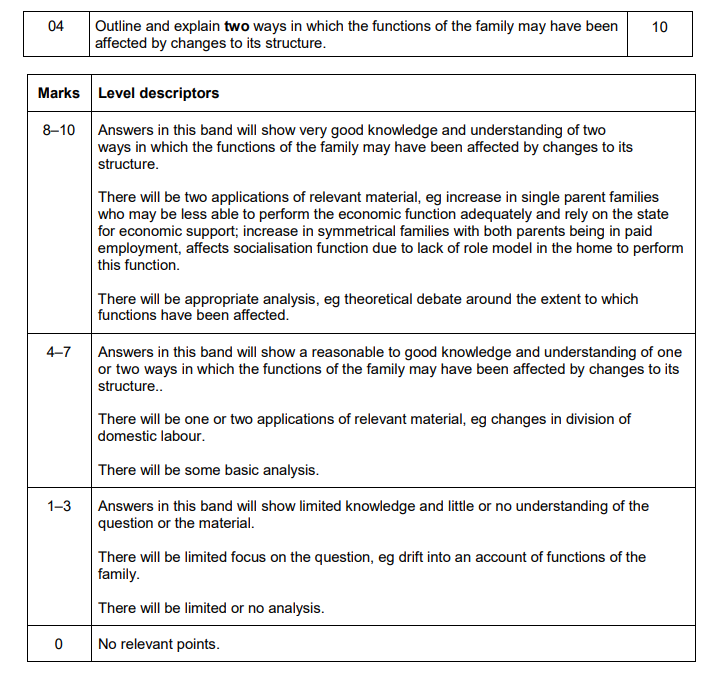 04 Outline and explain two ways in which the functions of the family may have been 10
affected by changes to its structure.
Marks Level descriptors
8–10 Answers in this band will show very good knowledge and understanding of two
ways in which the functions of the family may have been affected by changes to its
structure.
There will be two applications of relevant material, eg increase in single parent families
who may be less able to perform the economic function adequately and rely on the state
for economic support; increase in symmetrical families with both parents being in paid
employment, affects socialisation function due to lack of role model in the home to perform
this function.
There will be appropriate analysis, eg theoretical debate around the extent to which
functions have been affected.
4–7 Answers in this band will show a reasonable to good knowledge and understanding of one
or two ways in which the functions of the family may have been affected by changes to its
structure..
There will be one or two applications of relevant material, eg changes in division of
domestic labour.
There will be some basic analysis.
1–3 Answers in this band will show limited knowledge and little or no understanding of the
question or the material.
There will be limited focus on the question, eg drift into an account of functions of the
family.
There will be limited or no analysis.
0 No relevant points.